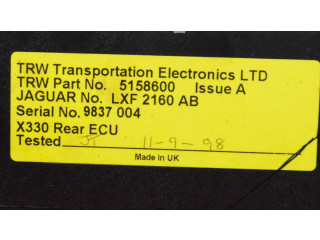 TRW Transportation Electronics LTD
TRW Part No. 5158600 Issue A
JAGUAR No. LXF 2160 AB
Serial No. 9837 004
X330 Rear ECU
Tested JT 11-9-98
Made in UK